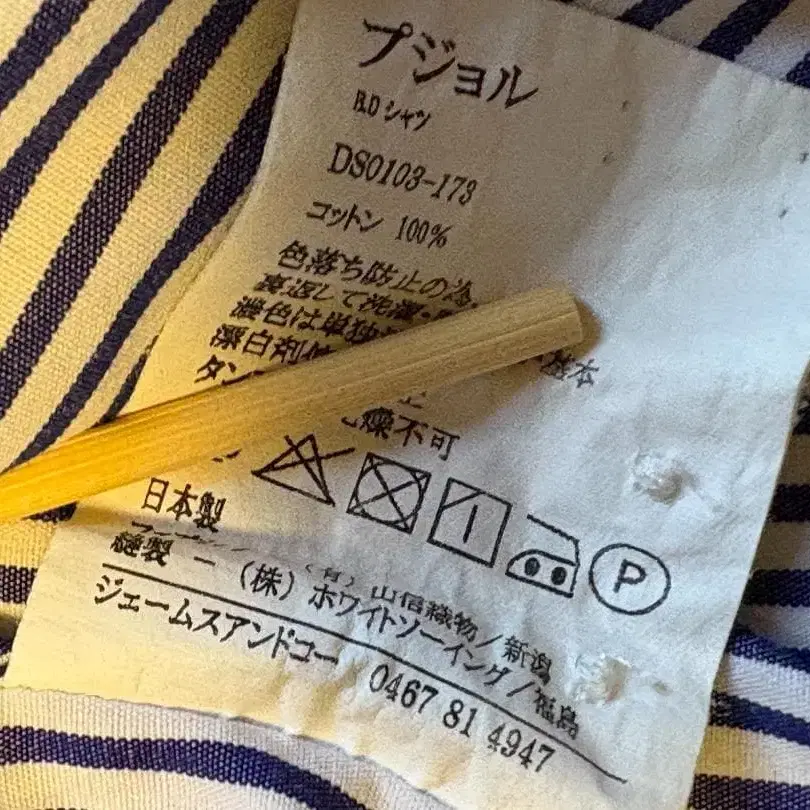 プジョル
B.D シャツ
DS0103-173
コットン 100%
色落ち防止の為、
裏返して洗濯・
濃色は単独 基本
漂白剤
タン
乾燥不可
P
日本製
(有) 山信織物/新潟
縫製 ー (株) ホワイトソーイング/福島
ジェームスアンドコー 0467 81 4947